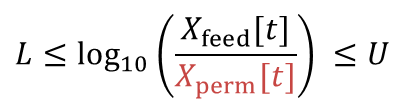 L ≤ log₁₀ (X_feed[t] / X_perm[t]) ≤ U